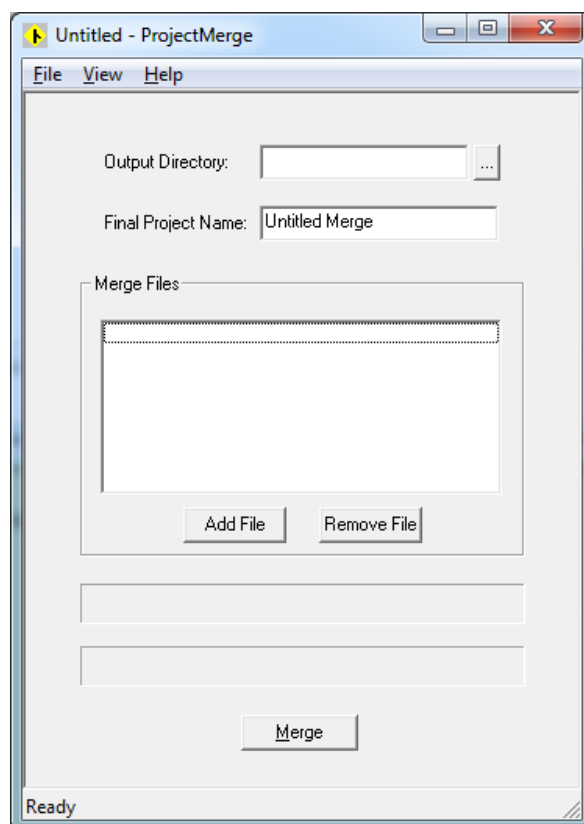 Untitled - ProjectMerge
File View Help
Output Directory:
...
Final Project Name: Untitled Merge
Merge Files
Add File Remove File
Merge
Ready